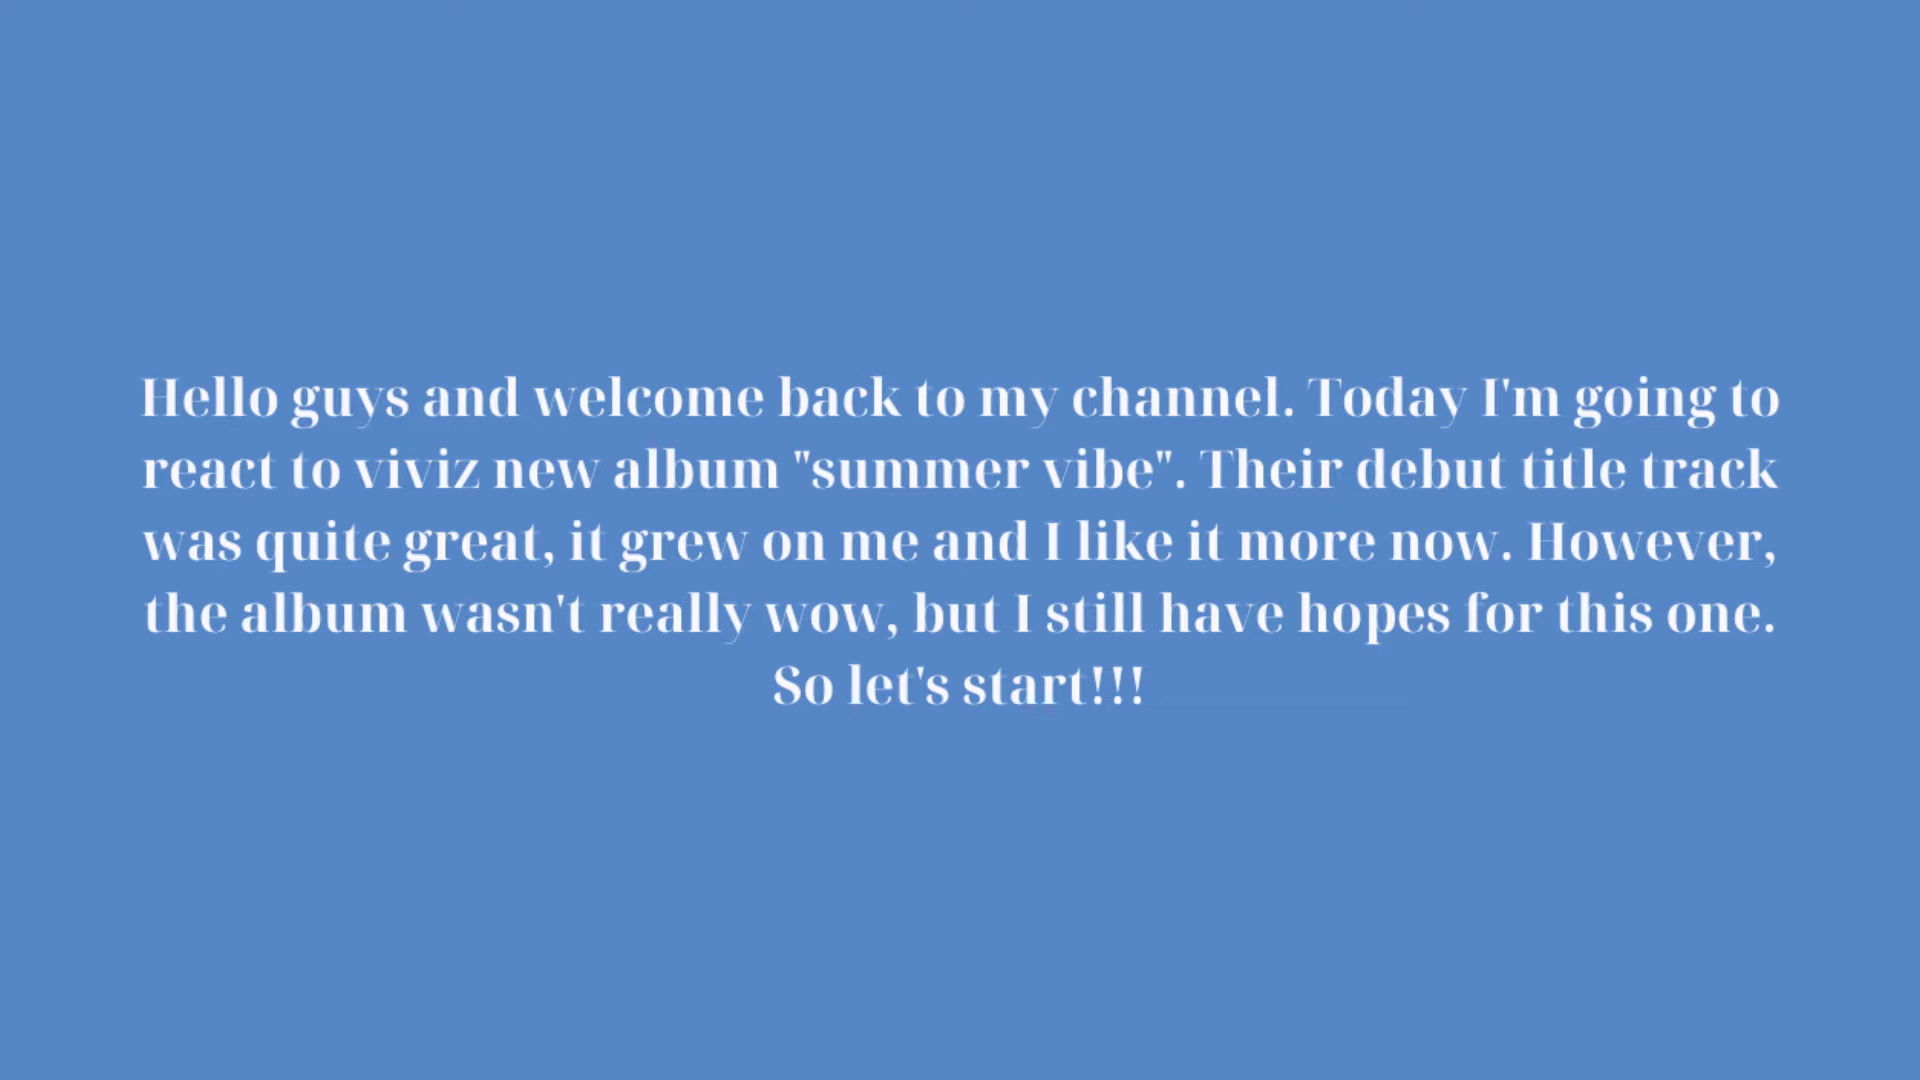 Hello guys and welcome back to my channel. Today I'm going to
react to viviz new album "summer vibe". Their debut title track
was quite great, it grew on me and I like it more now. However,
the album wasn't really wow, but I still have hopes for this one.
So let's start!!!